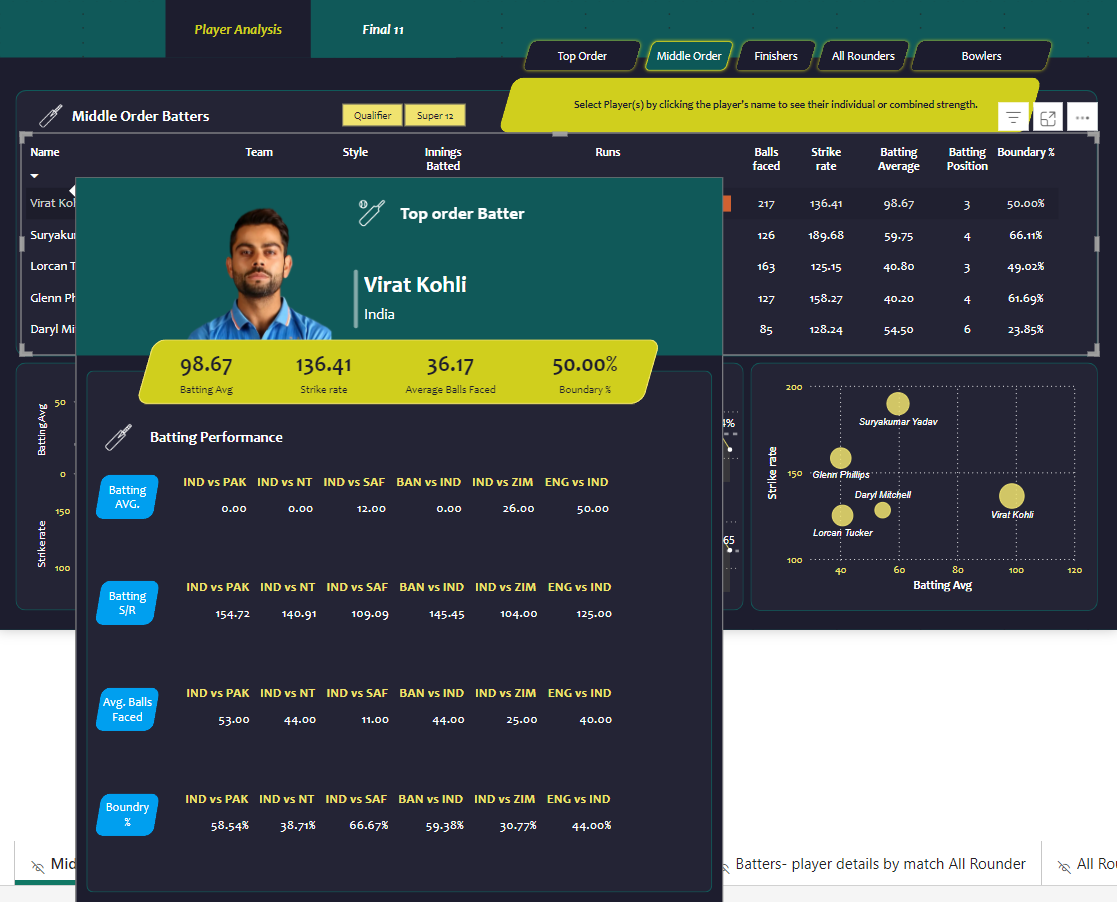 Player Analysis
Final 11
Top Order
Middle Order
Finishers
All Rounders
Bowlers
Select Player(s) by clicking the player's name to see their individual or combined strength.
Middle Order Batters
Qualifier
Super 12
Name Team Style Innings Batted Runs Balls faced Strike rate Batting Average Batting Position Boundary %
Virat Kol 217 136.41 98.67 3 50.00%
Suryaku 126 189.68 59.75 4 66.11%
Lorcan T 163 125.15 40.80 3 49.02%
Glenn Ph 127 158.27 40.20 4 61.69%
Daryl Mi 85 128.24 54.50 6 23.85%
Top order Batter
Virat Kohli
India
98.67 136.41 36.17 50.00%
Batting Avg Strike rate Average Balls Faced Boundary %
Batting Performance
Batting AVG.
IND vs PAK IND vs NT IND vs SAF BAN vs IND IND vs ZIM ENG vs IND
0.00 0.00 12.00 0.00 26.00 50.00
Batting S/R
IND vs PAK IND vs NT IND vs SAF BAN vs IND IND vs ZIM ENG vs IND
154.72 140.91 109.09 145.45 104.00 125.00
Avg. Balls Faced
IND vs PAK IND vs NT IND vs SAF BAN vs IND IND vs ZIM ENG vs IND
53.00 44.00 11.00 44.00 25.00 40.00
Boundry %
IND vs PAK IND vs NT IND vs SAF BAN vs IND IND vs ZIM ENG vs IND
58.54% 38.71% 66.67% 59.38% 30.77% 44.00%
Batting Avg
50
0
Strike rate
150
100
4%
65
Strike rate
200
150
100
Suryakumar Yadav
Glenn Phillips
Daryl Mitchell
Virat Kohli
Lorcan Tucker
40 60 80 100 120
Batting Avg
Mid
Batters- player details by match All Rounder
All Ro